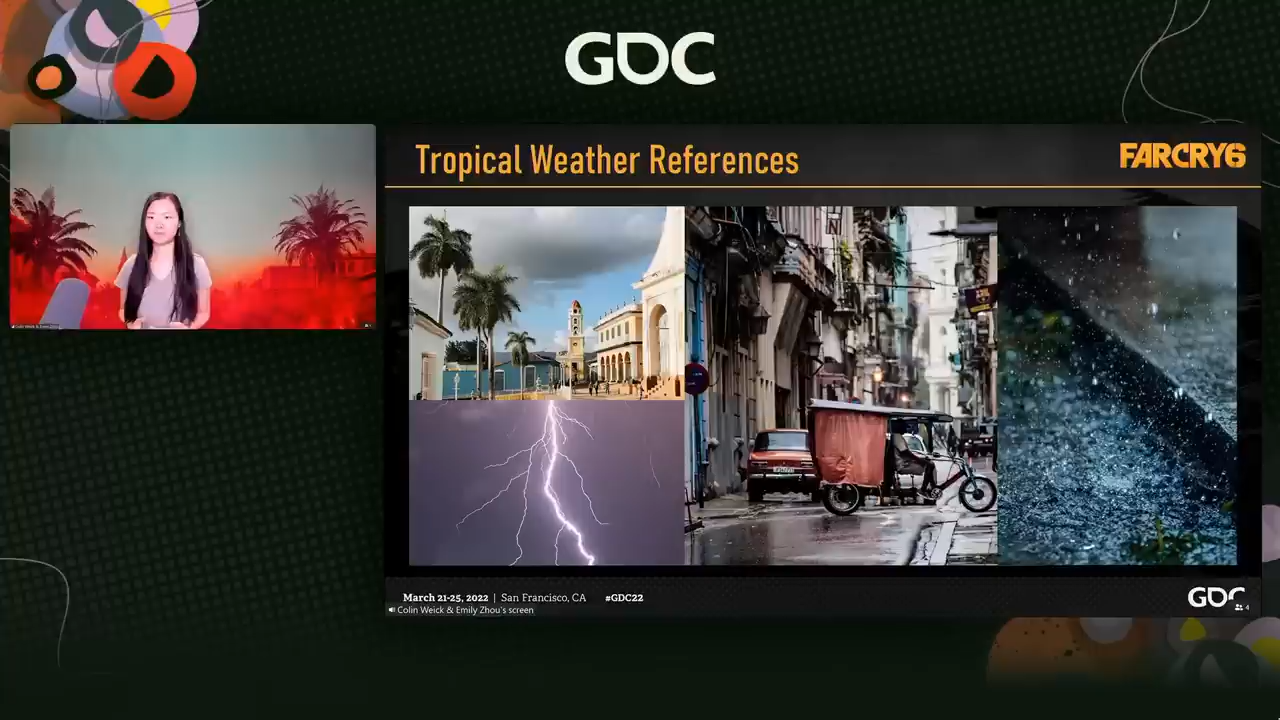 GDC
Tropical Weather References
FARCRY6
March 21-25, 2022 | San Francisco, CA #GDC22
GDC
Colin Weick & Emily Zhou's screen
4